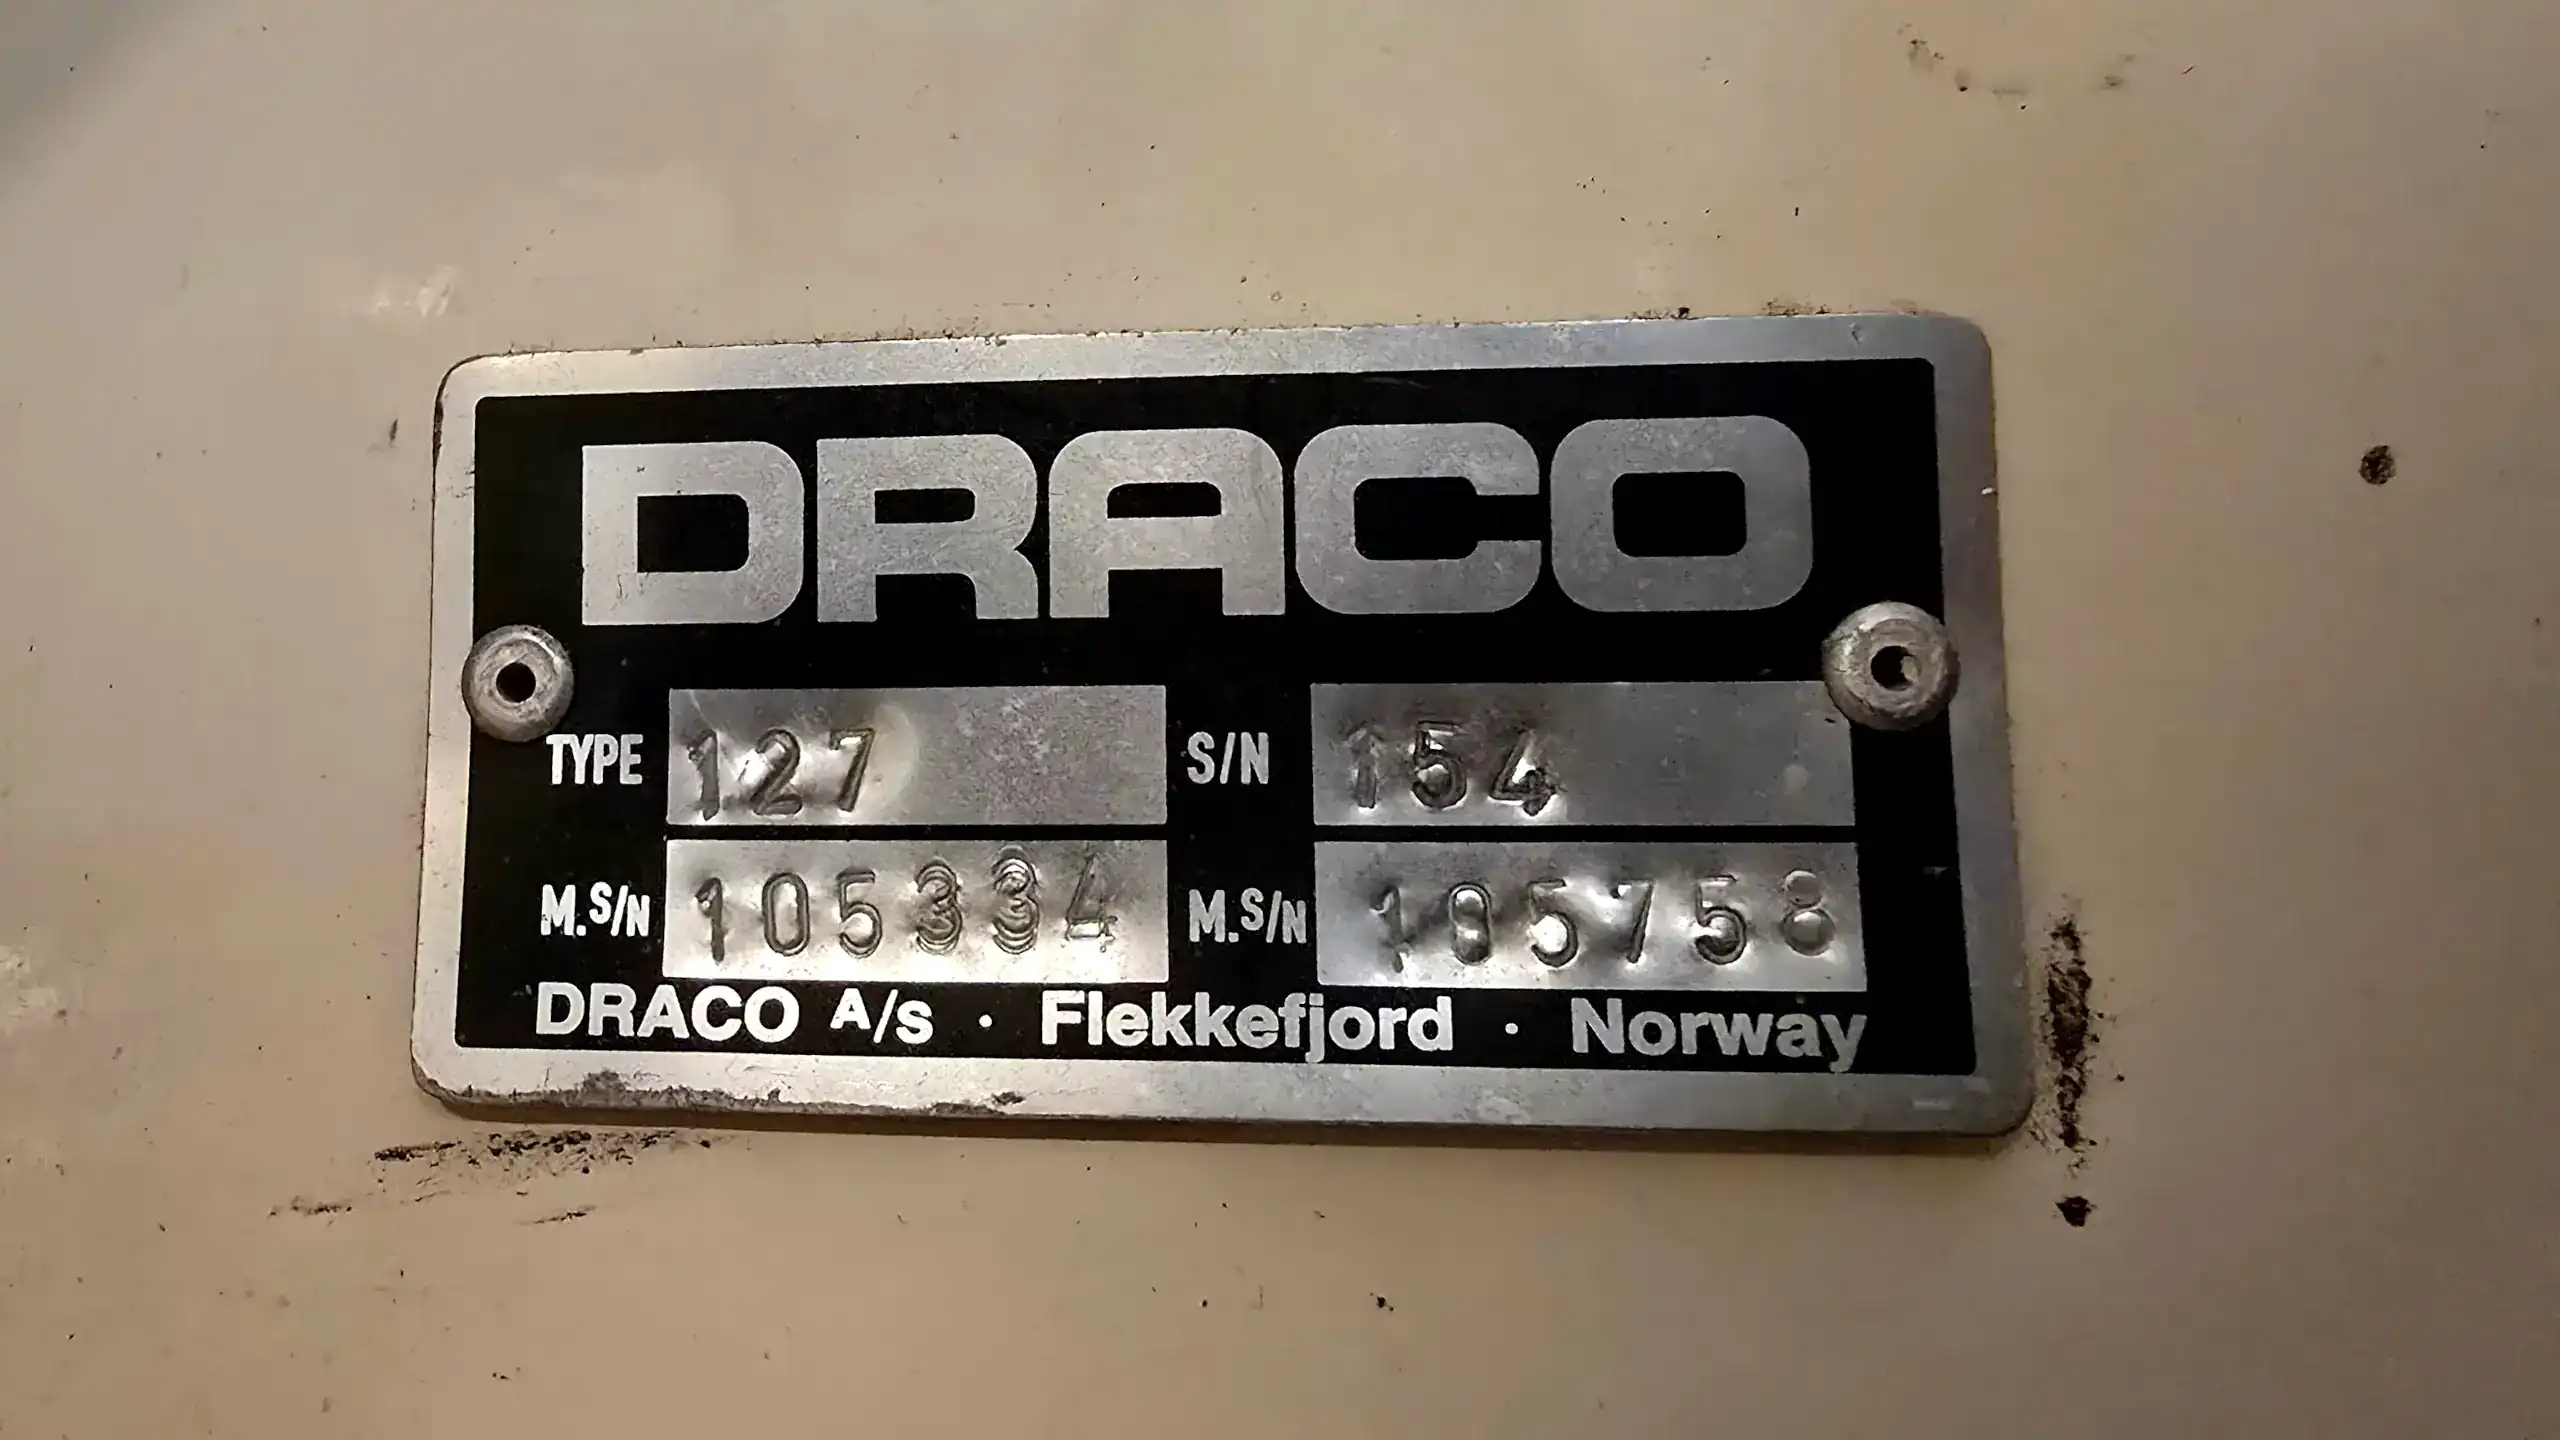 DRACO
TYPE 127 S/N 154
M.S/N 105334 M.S/N 105758
DRACO A/s · Flekkefjord · Norway